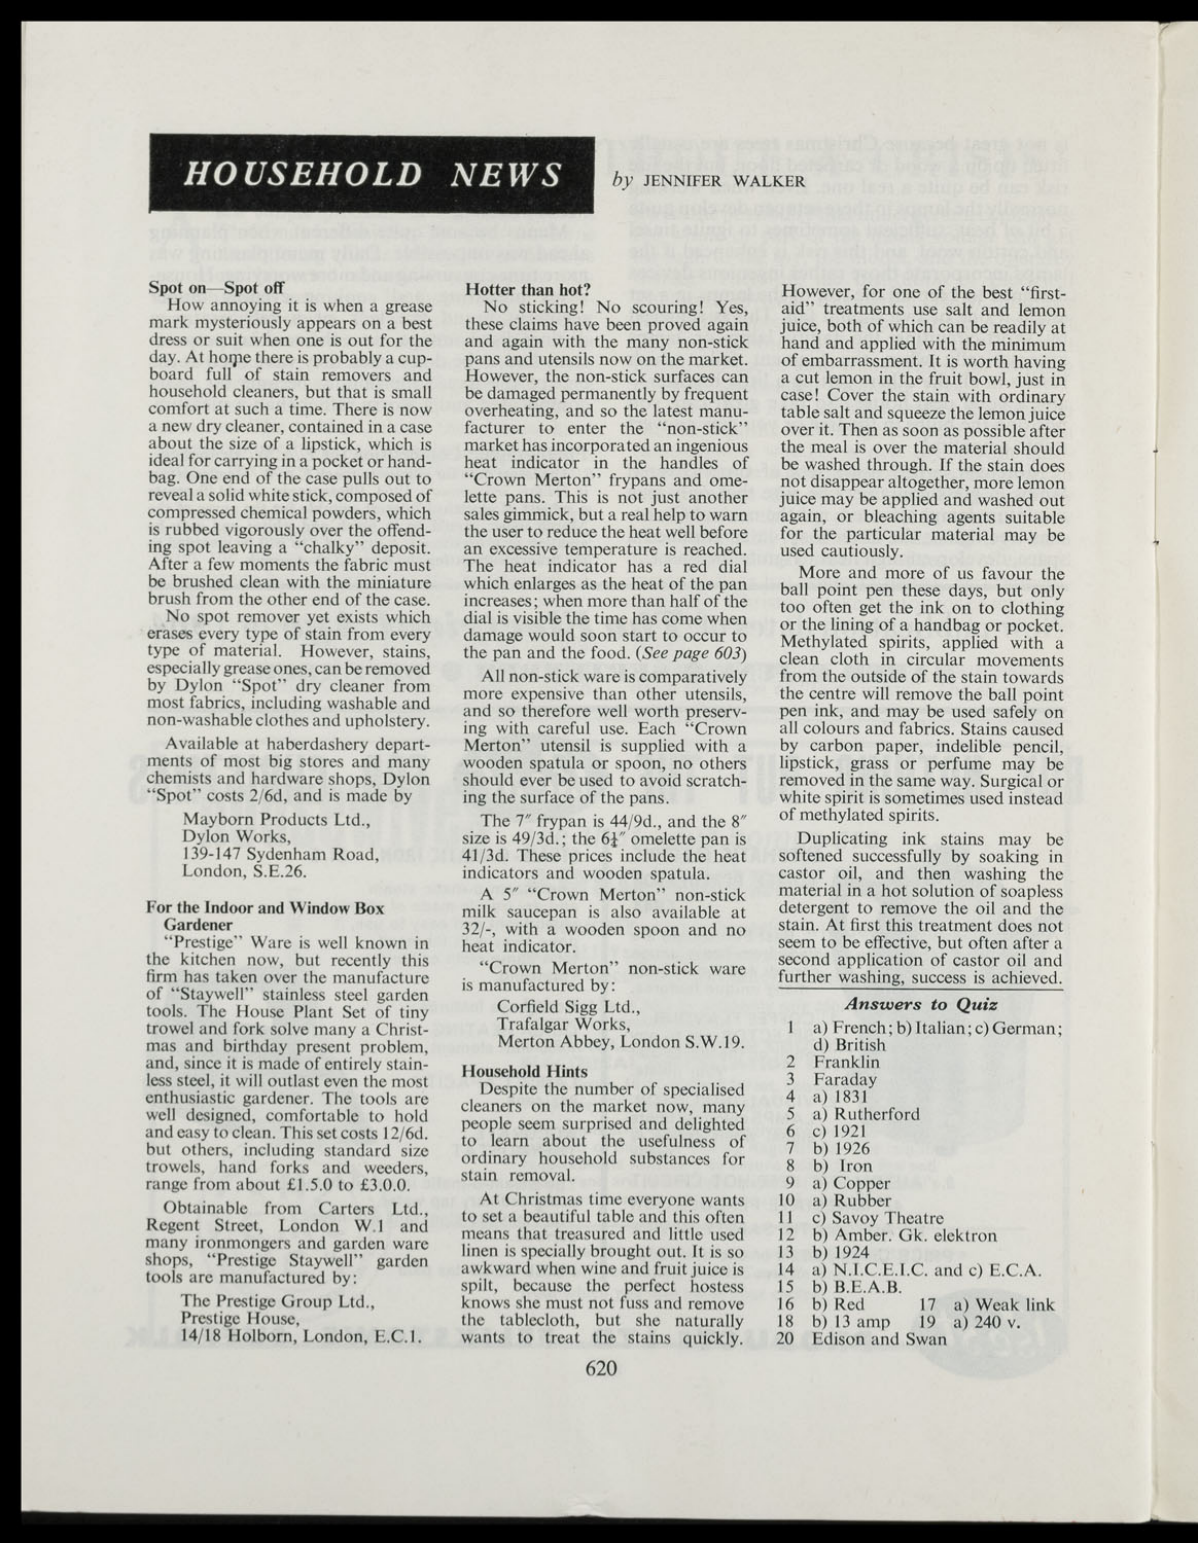 HOUSEHOLD NEWS
by JENNIFER WALKER
Spot on—Spot off
How annoying it is when a grease
mark mysteriously appears on a best
dress or suit when one is out for the
day. At home there is probably a cup-
board full of stain removers and
household cleaners, but that is small
comfort at such a time. There is now
a new dry cleaner, contained in a case
about the size of a lipstick, which is
ideal for carrying in a pocket or hand-
bag. One end of the case pulls out to
reveal a solid white stick, composed of
compressed chemical powders, which
is rubbed vigorously over the offend-
ing spot leaving a “chalky” deposit.
After a few moments the fabric must
be brushed clean with the miniature
brush from the other end of the case.
No spot remover yet exists which
erases every type of stain from every
type of material. However, stains,
especially grease ones, can be removed
by Dylon “Spot” dry cleaner from
most fabrics, including washable and
non-washable clothes and upholstery.
Available at haberdashery depart-
ments of most big stores and many
chemists and hardware shops, Dylon
“Spot” costs 2/6d, and is made by
Mayborn Products Ltd.,
Dylon Works,
139-147 Sydenham Road,
London, S.E.26.
For the Indoor and Window Box
Gardener
“Prestige” Ware is well known in
the kitchen now, but recently this
firm has taken over the manufacture
of “Staywell” stainless steel garden
tools. The House Plant Set of tiny
trowel and fork solve many a Christ-
mas and birthday present problem,
and, since it is made of entirely stain-
less steel, it will outlast even the most
enthusiastic gardener. The tools are
well designed, comfortable to hold
and easy to clean. This set costs 12/6d.
but others, including standard size
trowels, hand forks and weeders,
range from about £1.5.0 to £3.0.0.
Obtainable from Carters Ltd.,
Regent Street, London W.1 and
many ironmongers and garden ware
shops, “Prestige Staywell” garden
tools are manufactured by:
The Prestige Group Ltd.,
Prestige House,
14/18 Holborn, London, E.C.1.
Hotter than hot?
No sticking! No scouring! Yes,
these claims have been proved again
and again with the many non-stick
pans and utensils now on the market.
However, the non-stick surfaces can
be damaged permanently by frequent
overheating, and so the latest manu-
facturer to enter the “non-stick”
market has incorporated an ingenious
heat indicator in the handles of
“Crown Merton” frypans and ome-
lette pans. This is not just another
sales gimmick, but a real help to warn
the user to reduce the heat well before
an excessive temperature is reached.
The heat indicator has a red dial
which enlarges as the heat of the pan
increases; when more than half of the
dial is visible the time has come when
damage would soon start to occur to
the pan and the food. (See page 603)
All non-stick ware is comparatively
more expensive than other utensils,
and so therefore well worth preserv-
ing with careful use. Each “Crown
Merton” utensil is supplied with a
wooden spatula or spoon, no others
should ever be used to avoid scratch-
ing the surface of the pans.
The 7″ frypan is 44/9d., and the 8″
size is 49/3d.; the 6½″ omelette pan is
41/3d. These prices include the heat
indicators and wooden spatula.
A 5″ “Crown Merton” non-stick
milk saucepan is also available at
32/-, with a wooden spoon and no
heat indicator.
“Crown Merton” non-stick ware
is manufactured by:
Corfield Sigg Ltd.,
Trafalgar Works,
Merton Abbey, London S.W.19.
Household Hints
Despite the number of specialised
cleaners on the market now, many
people seem surprised and delighted
to learn about the usefulness of
ordinary household substances for
stain removal.
At Christmas time everyone wants
to set a beautiful table and this often
means that treasured and little used
linen is specially brought out. It is so
awkward when wine and fruit juice is
spilt, because the perfect hostess
knows she must not fuss and remove
the tablecloth, but she naturally
wants to treat the stains quickly.
However, for one of the best “first-
aid” treatments use salt and lemon
juice, both of which can be readily at
hand and applied with the minimum
of embarrassment. It is worth having
a cut lemon in the fruit bowl, just in
case! Cover the stain with ordinary
table salt and squeeze the lemon juice
over it. Then as soon as possible after
the meal is over the material should
be washed through. If the stain does
not disappear altogether, more lemon
juice may be applied and washed out
again, or bleaching agents suitable
for the particular material may be
used cautiously.
More and more of us favour the
ball point pen these days, but only
too often get the ink on to clothing
or the lining of a handbag or pocket.
Methylated spirits, applied with a
clean cloth in circular movements
from the outside of the stain towards
the centre will remove the ball point
pen ink, and may be used safely on
all colours and fabrics. Stains caused
by carbon paper, indelible pencil,
lipstick, grass or perfume may be
removed in the same way. Surgical or
white spirit is sometimes used instead
of methylated spirits.
Duplicating ink stains may be
softened successfully by soaking in
castor oil, and then washing the
material in a hot solution of soapless
detergent to remove the oil and the
stain. At first this treatment does not
seem to be effective, but often after a
second application of castor oil and
further washing, success is achieved.
Answers to Quiz
1 a) French; b) Italian; c) German;
d) British
2 Franklin
3 Faraday
4 a) 1831
5 a) Rutherford
6 c) 1921
7 b) 1926
8 b) Iron
9 a) Copper
10 a) Rubber
11 c) Savoy Theatre
12 b) Amber. Gk. elektron
13 b) 1924
14 a) N.I.C.E.I.C. and c) E.C.A.
15 b) B.E.A.B.
16 b) Red 17 a) Weak link
18 b) 13 amp 19 a) 240 v.
20 Edison and Swan
620